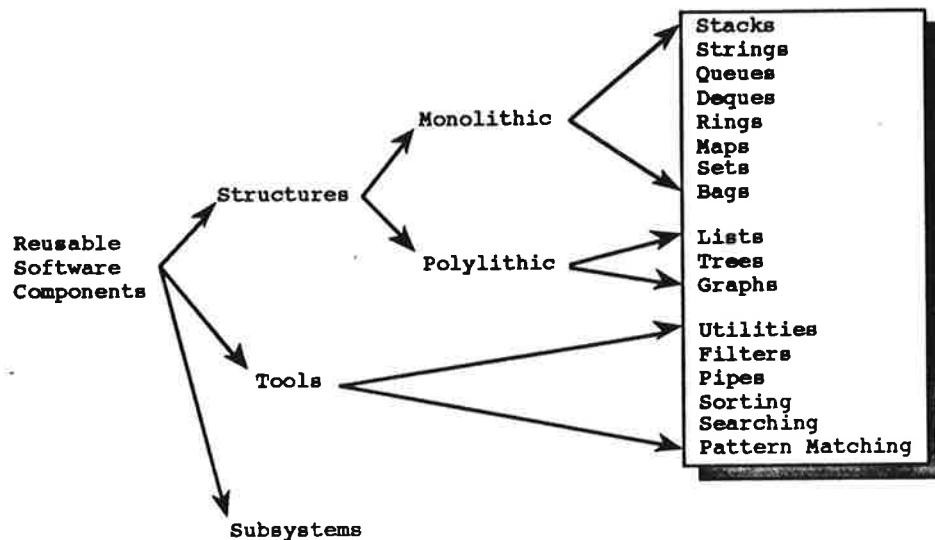 Reusable
Software
Components
Structures
Tools
Subsystems
Monolithic
Polylithic
Stacks
Strings
Queues
Deques
Rings
Maps
Sets
Bags
Lists
Trees
Graphs
Utilities
Filters
Pipes
Sorting
Searching
Pattern Matching